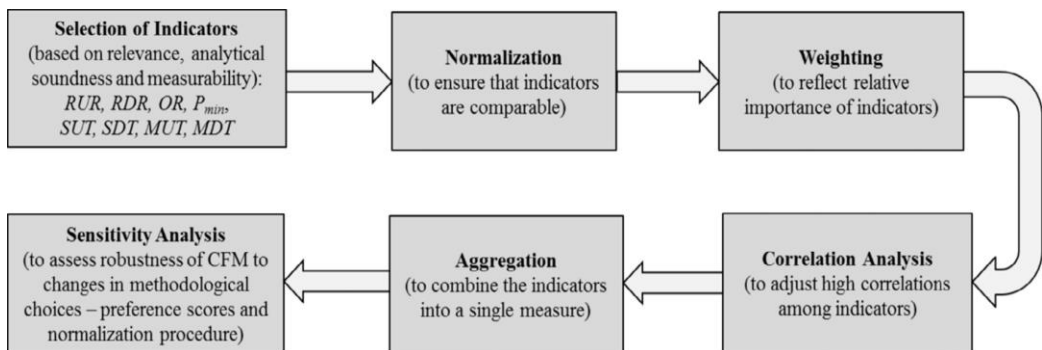 Selection of Indicators
(based on relevance, analytical
soundness and measurability):
RUR, RDR, OR, Pmin,
SUT, SDT, MUT, MDT
Normalization
(to ensure that indicators
are comparable)
Weighting
(to reflect relative
importance of indicators)
Correlation Analysis
(to adjust high correlations
among indicators)
Aggregation
(to combine the indicators
into a single measure)
Sensitivity Analysis
(to assess robustness of CFM to
changes in methodological
choices – preference scores and
normalization procedure)